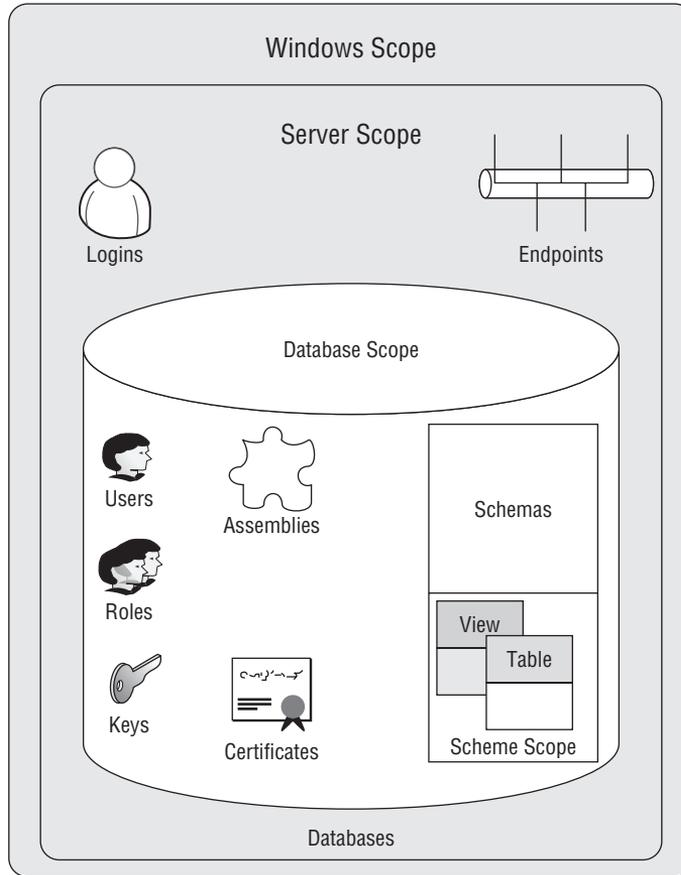 Windows Scope
Server Scope
Logins
Endpoints
Database Scope
Users
Assemblies
Schemas
Roles
View
Table
Keys
Certificates
Scheme Scope
Databases